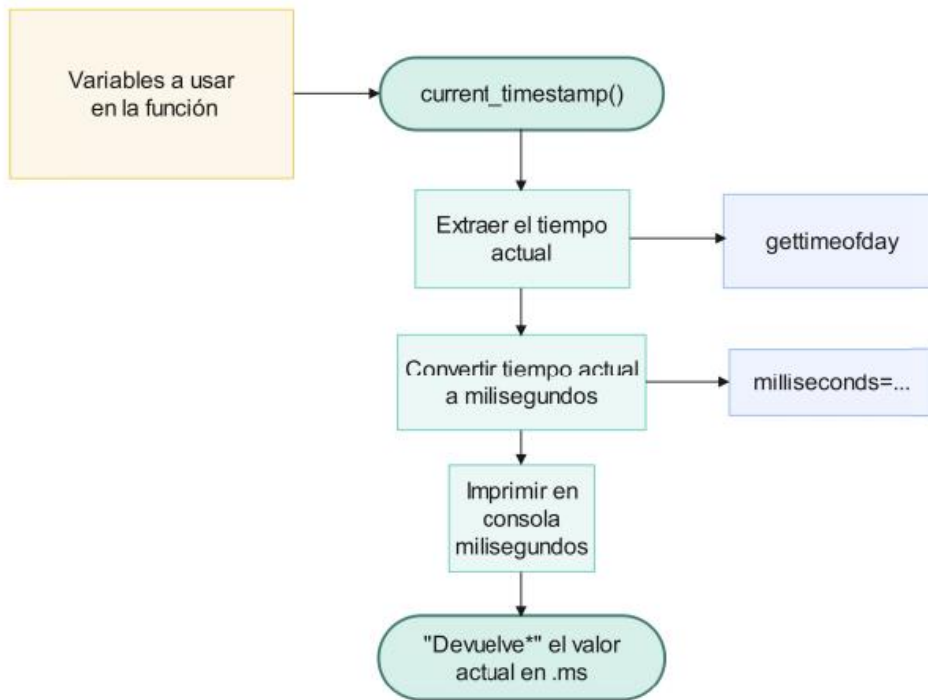 Variables a usar
en la función
current_timestamp()
Extraer el tiempo
actual
gettimeofday
Convertir tiempo actual
a milisegundos
milliseconds=...
Imprimir en
consola
milisegundos
"Devuelve*" el valor
actual en .ms